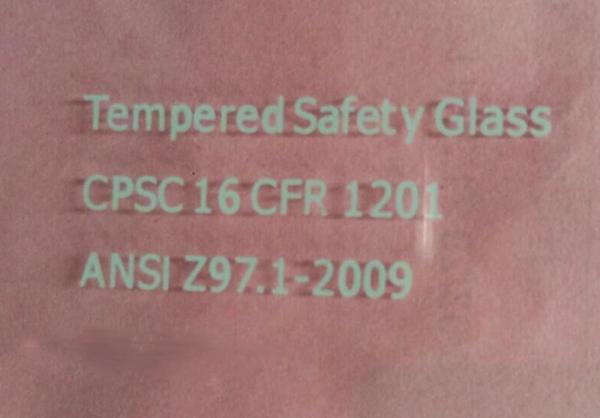 Tempered Safety Glass
CPSC 16 CFR 1201
ANSI Z97.1-2009